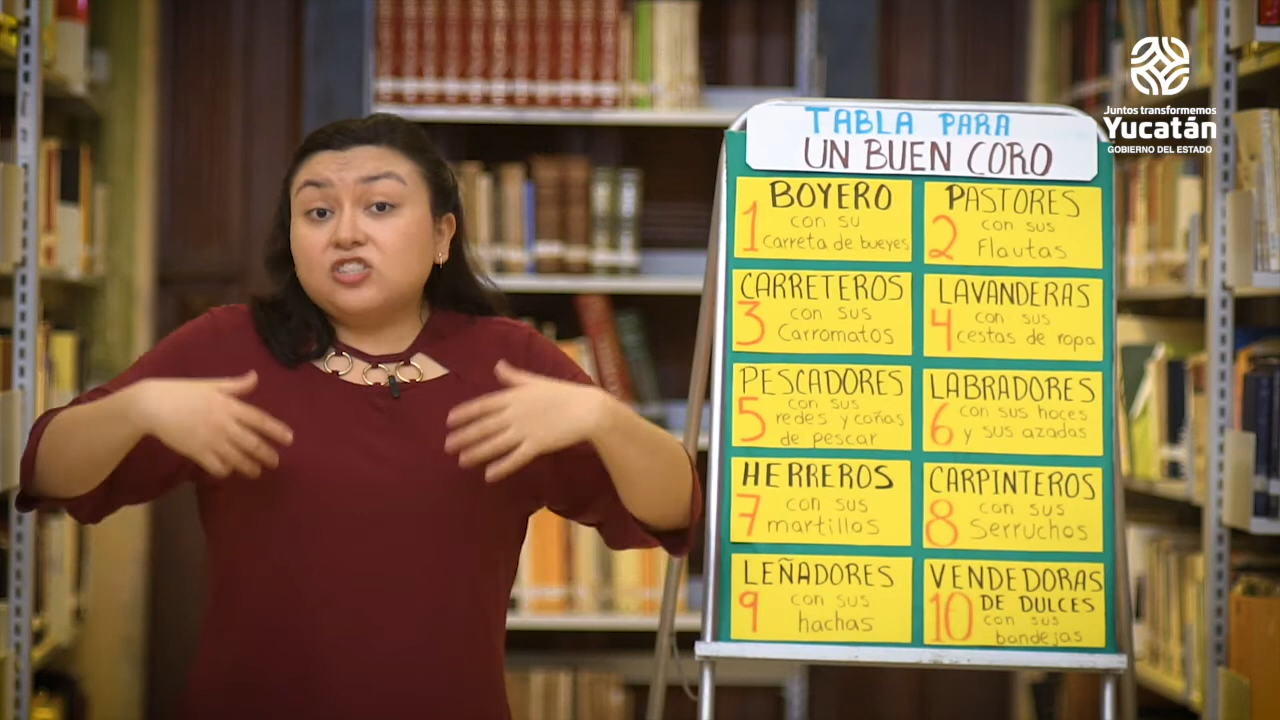 Juntos transformemos
Yucatán
GOBIERNO DEL ESTADO
TABLA PARA
UN BUEN CORO
1 BOYERO
con su
carreta de bueyes
2 PASTORES
con sus
flautas
3 CARRETEROS
con sus
Carromatos
4 LAVANDERAS
con sus
cestas de ropa
5 PESCADORES
con sus
redes y cañas
de pescar
6 LABRADORES
con sus hoces
y sus azadas
7 HERREROS
con sus
martillos
8 CARPINTEROS
con sus
Serruchos
9 LEÑADORES
con sus
hachas
10 VENDEDORAS
DE DULCES
con sus
bandejas